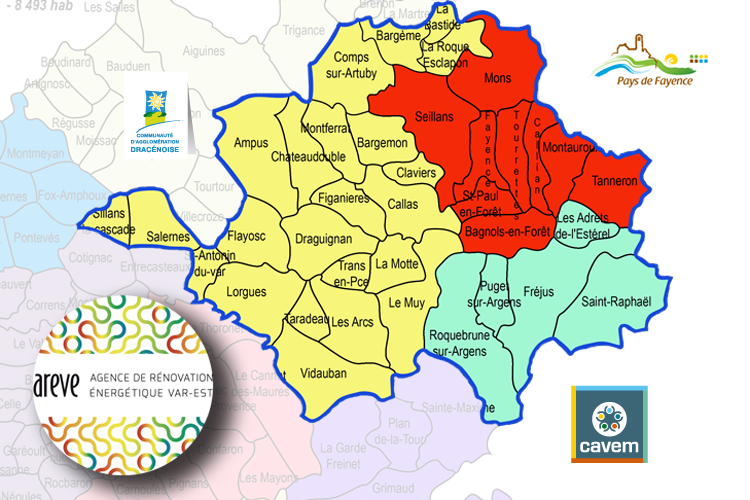 - 8 493 hab
Les Salles
Brenon
La Martre
Trigance
Aiguines
Bauduen
Régusse
Moissac
Montmeyan
Fox-Amphoux
Pontevès
Cotignac
Entrecasteaux
Villecroze
Tourtour
Correns
La
Bastide
Bargème
La Roque
Esclapon
Comps
sur-Artuby
Mons
Seillans
Fayence
Tourrettes
Callian
Montauroux
Tanneron
St-Paul
en-Forêt
Bagnols-en-Forêt
Les Adrets
de-l'Estérel
Ampus
Montferrat
Chateaudouble
Bargemon
Claviers
Figanieres
Callas
Sillans
cascade
Salernes
Flayosc
Draguignan
St-Antonin
du-var
Lorgues
Trans
en-Pce
La Motte
Le Muy
Taradeau
Les Arcs
Vidauban
Puget
sur-Argens
Fréjus
Saint-Raphaël
Roquebrune
sur-Argens
Thoronet
Le Cannet
des-Maures
Sainte-Maxime
Plan
de-la-Tour
La Garde
Freinet
Grimaud
Les Mayons
Gonfaron
Rocbaron
Carnoules
COMMUNAUTÉ
D'AGGLOMÉRATION
DRACÉNOISE
Pays de Fayence
areve
AGENCE DE RÉNOVATION
ÉNERGÉTIQUE VAR-EST
cavem